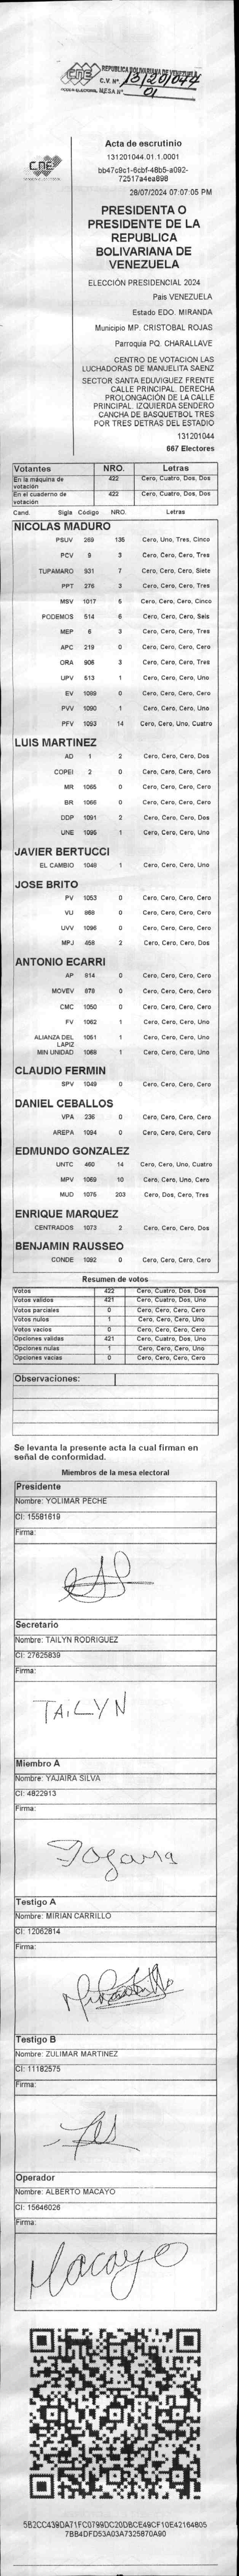 CNE
REPUBLICA BOLIVARIANA DE VENEZUELA
C.V. Nº 131201044
PODER ELECTORAL MESA Nº 01
CNE
Acta de escrutinio
131201044.01.1.0001
bb47c9c1-6cbf-48b5-a092-
72517a4ea898
28/07/2024 07:07:05 PM
PRESIDENTA O
PRESIDENTE DE LA
REPUBLICA
BOLIVARIANA DE
VENEZUELA
ELECCIÓN PRESIDENCIAL 2024
Pais VENEZUELA
Estado EDO. MIRANDA
Municipio MP. CRISTOBAL ROJAS
Parroquia PQ. CHARALLAVE
CENTRO DE VOTACION LAS
LUCHADORAS DE MANUELITA SAENZ
SECTOR SANTA EDUVIGUEZ FRENTE
CALLE PRINCIPAL. DERECHA
PROLONGACIÓN DE LA CALLE
PRINCIPAL. IZQUIERDA SENDERO
CANCHA DE BASQUETBOL TRES
POR TRES DETRAS DEL ESTADIO
131201044
667 Electores
Votantes NRO. Letras
En la máquina de votación 422 Cero, Cuatro, Dos, Dos
En el cuaderno de votación 422 Cero, Cuatro, Dos, Dos
Cand. Sigla Código NRO. Letras
NICOLAS MADURO
PSUV 269 135 Cero, Uno, Tres, Cinco
PCV 9 3 Cero, Cero, Cero, Tres
TUPAMARO 931 7 Cero, Cero, Cero, Siete
PPT 276 3 Cero, Cero, Cero, Tres
MSV 1017 5 Cero, Cero, Cero, Cinco
PODEMOS 514 6 Cero, Cero, Cero, Seis
MEP 6 3 Cero, Cero, Cero, Tres
APC 219 0 Cero, Cero, Cero, Cero
ORA 906 3 Cero, Cero, Cero, Tres
UPV 513 1 Cero, Cero, Cero, Uno
EV 1089 0 Cero, Cero, Cero, Cero
PVV 1090 1 Cero, Cero, Cero, Uno
PFV 1093 14 Cero, Cero, Uno, Cuatro
LUIS MARTINEZ
AD 1 2 Cero, Cero, Cero, Dos
COPEI 2 0 Cero, Cero, Cero, Cero
MR 1065 0 Cero, Cero, Cero, Cero
BR 1066 0 Cero, Cero, Cero, Cero
DDP 1091 2 Cero, Cero, Cero, Dos
UNE 1095 1 Cero, Cero, Cero, Uno
JAVIER BERTUCCI
EL CAMBIO 1048 1 Cero, Cero, Cero, Uno
JOSE BRITO
PV 1053 0 Cero, Cero, Cero, Cero
VU 868 0 Cero, Cero, Cero, Cero
UVV 1096 0 Cero, Cero, Cero, Cero
MPJ 458 2 Cero, Cero, Cero, Dos
ANTONIO ECARRI
AP 814 0 Cero, Cero, Cero, Cero
MOVEV 878 0 Cero, Cero, Cero, Cero
CMC 1050 0 Cero, Cero, Cero, Cero
FV 1062 1 Cero, Cero, Cero, Uno
ALIANZA DEL LAPIZ 1051 1 Cero, Cero, Cero, Uno
MIN UNIDAD 1068 1 Cero, Cero, Cero, Uno
CLAUDIO FERMIN
SPV 1049 0 Cero, Cero, Cero, Cero
DANIEL CEBALLOS
VPA 236 0 Cero, Cero, Cero, Cero
AREPA 1094 0 Cero, Cero, Cero, Cero
EDMUNDO GONZALEZ
UNTC 460 14 Cero, Cero, Uno, Cuatro
MPV 1069 10 Cero, Cero, Uno, Cero
MUD 1075 203 Cero, Dos, Cero, Tres
ENRIQUE MARQUEZ
CENTRADOS 1073 2 Cero, Cero, Cero, Dos
BENJAMIN RAUSSEO
CONDE 1092 0 Cero, Cero, Cero, Cero
Resumen de votos
Votos 422 Cero, Cuatro, Dos, Dos
Votos validos 421 Cero, Cuatro, Dos, Uno
Votos parciales 0 Cero, Cero, Cero, Cero
Votos nulos 1 Cero, Cero, Cero, Uno
Votos vacios 0 Cero, Cero, Cero, Cero
Opciones validas 421 Cero, Cuatro, Dos, Uno
Opciones nulas 1 Cero, Cero, Cero, Uno
Opciones vacias 0 Cero, Cero, Cero, Cero
Observaciones:
Se levanta la presente acta la cual firman en
señal de conformidad.
Miembros de la mesa electoral
Presidente
Nombre: YOLIMAR PECHE
CI: 15581619
Firma:
Secretario
Nombre: TAILYN RODRIGUEZ
CI: 27625839
Firma:
TAILYN
Miembro A
Nombre: YAJAIRA SILVA
CI: 4822913
Firma:
Testigo A
Nombre: MIRIAN CARRILLO
CI: 12062814
Firma:
Testigo B
Nombre: ZULIMAR MARTINEZ
CI: 11182575
Firma:
Operador
Nombre: ALBERTO MACAYO
CI: 15646026
Firma:
Macayo
5B2CC439DA71FC0799DC20DBCE49CF10E42164805
7BB4DFD53A03A7325870A90